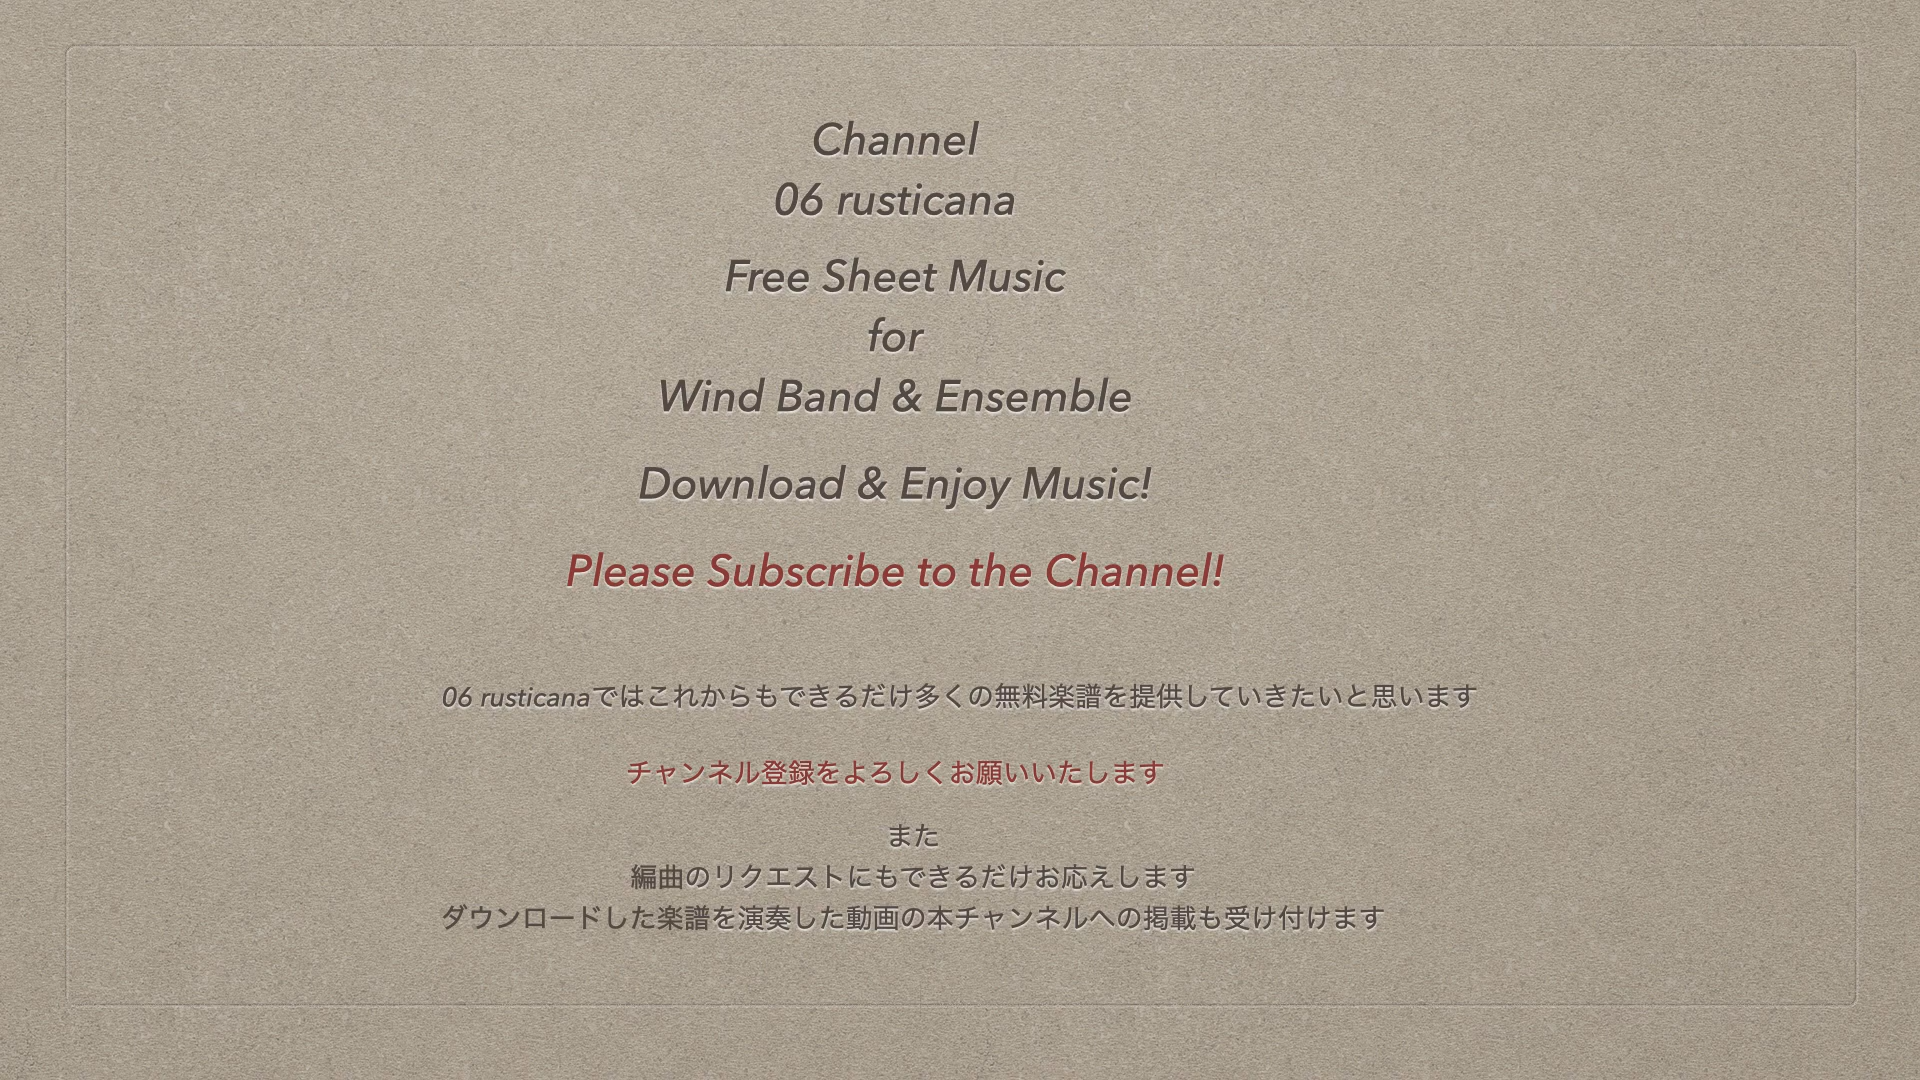 Channel
06 rusticana
Free Sheet Music
for
Wind Band & Ensemble
Download & Enjoy Music!
Please Subscribe to the Channel!
06 rusticanaではこれからもできるだけ多くの無料楽譜を提供していきたいと思います
チャンネル登録をよろしくお願いいたします
また
編曲のリクエストにもできるだけお応えします
ダウンロードした楽譜を演奏した動画の本チャンネルへの掲載も受け付けます